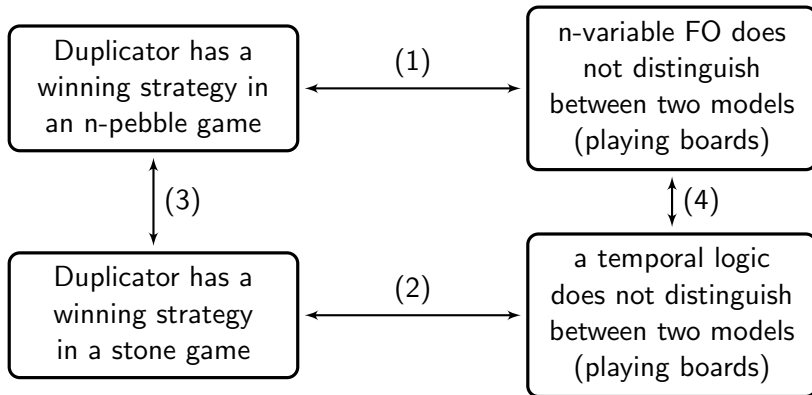 Duplicator has a
winning strategy in
an n-pebble game
(1)
n-variable FO does
not distinguish
between two models
(playing boards)
(3)
(4)
Duplicator has a
winning strategy
in a stone game
(2)
a temporal logic
does not distinguish
between two models
(playing boards)